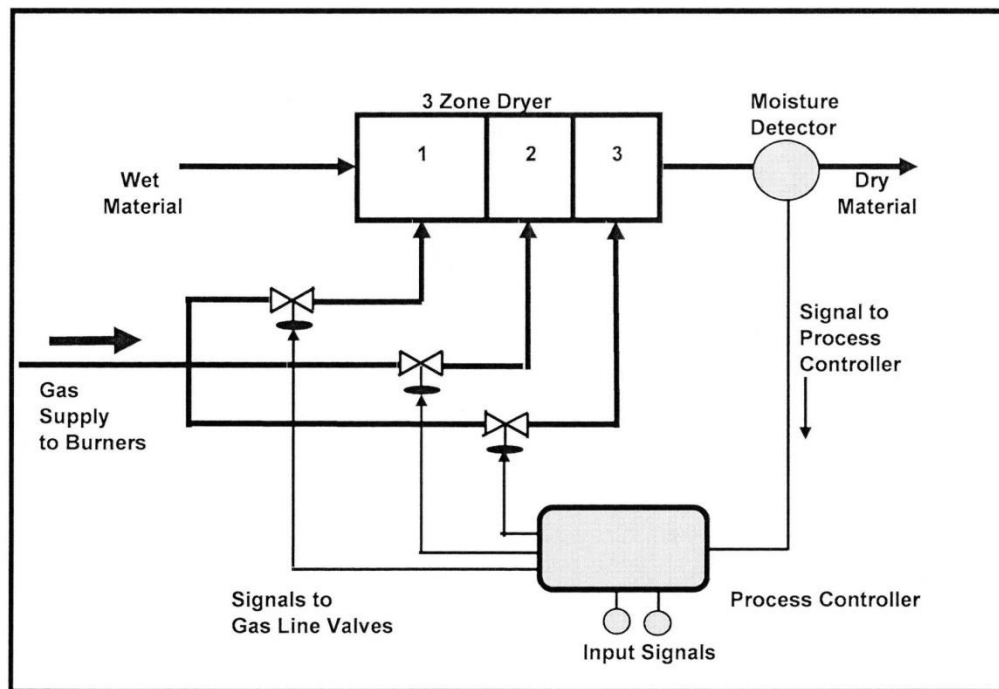 3 Zone Dryer
1
2
3
Moisture
Detector
Wet
Material
Dry
Material
Signal to
Process
Controller
Gas
Supply
to Burners
Signals to
Gas Line Valves
Process Controller
Input Signals